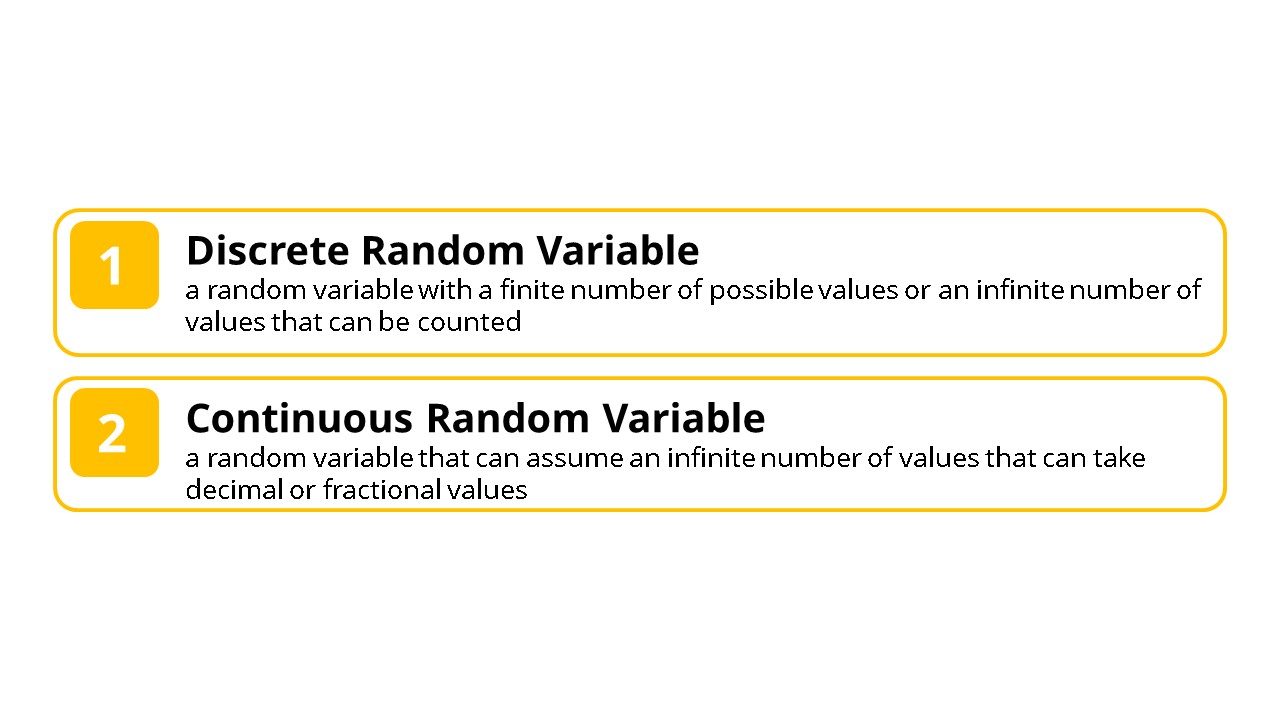 1
Discrete Random Variable
a random variable with a finite number of possible values or an infinite number of
values that can be counted
2
Continuous Random Variable
a random variable that can assume an infinite number of values that can take
decimal or fractional values